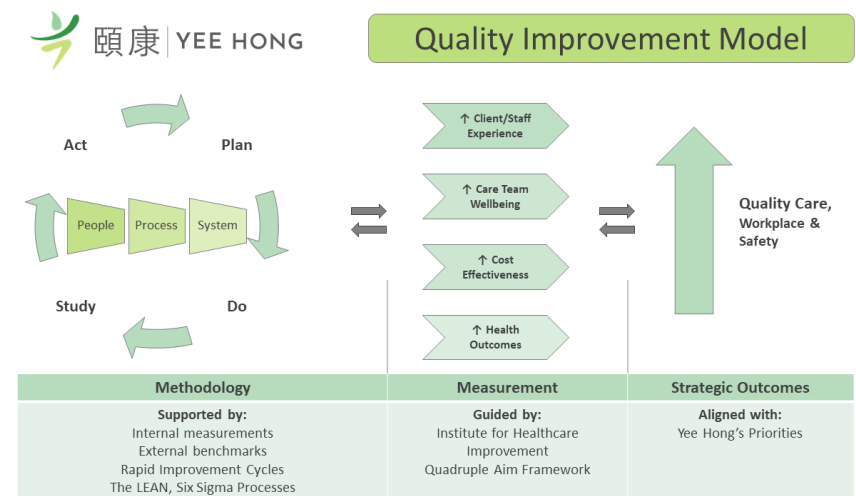 頤康 YEE HONG
Quality Improvement Model
Act
Plan
People
Process
System
Study
Do
↑ Client/Staff
Experience
↑ Care Team
Wellbeing
↑ Cost
Effectiveness
↑ Health
Outcomes
Quality Care,
Workplace &
Safety
Methodology
Supported by:
Internal measurements
External benchmarks
Rapid Improvement Cycles
The LEAN, Six Sigma Processes
Measurement
Guided by:
Institute for Healthcare
Improvement
Quadruple Aim Framework
Strategic Outcomes
Aligned with:
Yee Hong’s Priorities